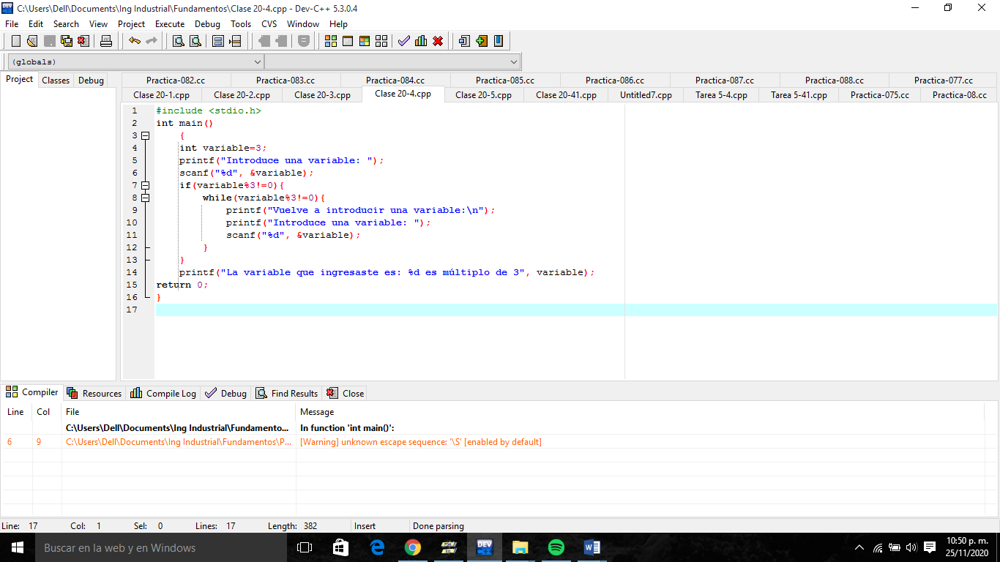 C:\Users\Dell\Documents\Ing Industrial\Fundamentos\Clase 20-4.cpp - Dev-C++ 5.3.0.4
File Edit Search View Project Execute Debug Tools CVS Window Help
(globals)
Project Classes Debug
Practica-082.cc Practica-083.cc Practica-084.cc Practica-085.cc Practica-086.cc Practica-087.cc Practica-088.cc Practica-077.cc
Clase 20-1.cpp Clase 20-2.cpp Clase 20-3.cpp Clase 20-4.cpp Clase 20-5.cpp Clase 20-41.cpp Untitled7.cpp Tarea 5-4.cpp Tarea 5-41.cpp Practica-075.cc Practica-08.cc
1 #include <stdio.h>
2 int main()
3 {
4 int variable=3;
5 printf("Introduce una variable: ");
6 scanf("%d", &variable);
7 if(variable%3!=0){
8 while(variable%3!=0){
9 printf("Vuelve a introducir una variable:\n");
10 printf("Introduce una variable: ");
11 scanf("%d", &variable);
12 }
13 }
14 printf("La variable que ingresaste es: %d es múltiplo de 3", variable);
15 return 0;
16 }
17
Compiler Resources Compile Log Debug Find Results Close
Line Col File Message
C:\Users\Dell\Documents\Ing Industrial\Fundamento... In function 'int main()':
6 9 C:\Users\Dell\Documents\Ing Industrial\Fundamentos\P... [Warning] unknown escape sequence: '\S' [enabled by default]
Line: 17 Col: 1 Sel: 0 Lines: 17 Length: 382 Insert Done parsing
Buscar en la web y en Windows
DEV
10:50 p. m.
25/11/2020